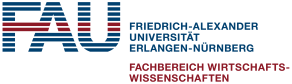 FAU
FRIEDRICH-ALEXANDER
UNIVERSITÄT
ERLANGEN-NÜRNBERG
FACHBEREICH WIRTSCHAFTS-
WISSENSCHAFTEN